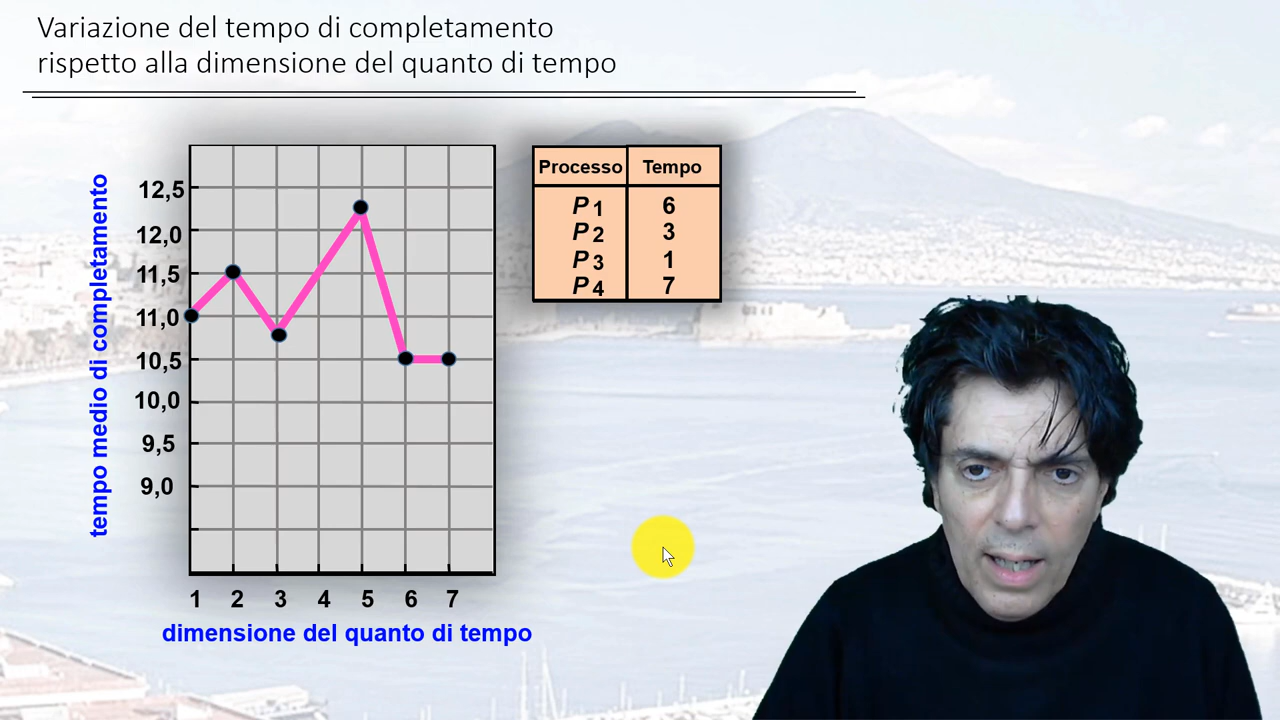 Variazione del tempo di completamento
rispetto alla dimensione del quanto di tempo
tempo medio di completamento
12,5
12,0
11,5
11,0
10,5
10,0
9,5
9,0
1 2 3 4 5 6 7
dimensione del quanto di tempo
Processo Tempo
P1 6
P2 3
P3 1
P4 7